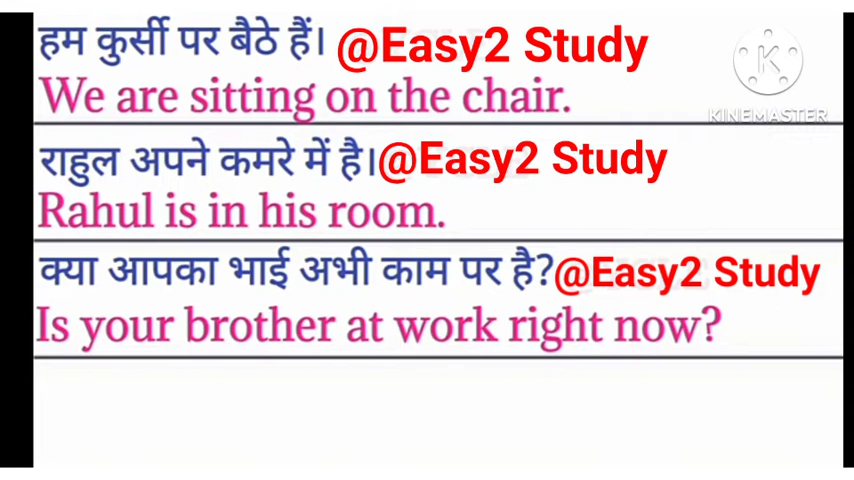 हम कुर्सी पर बैठे हैं। @Easy2 Study
We are sitting on the chair.
KINEMASTER
राहुल अपने कमरे में है।@Easy2 Study
Rahul is in his room.
क्या आपका भाई अभी काम पर है?@Easy2 Study
Is your brother at work right now?